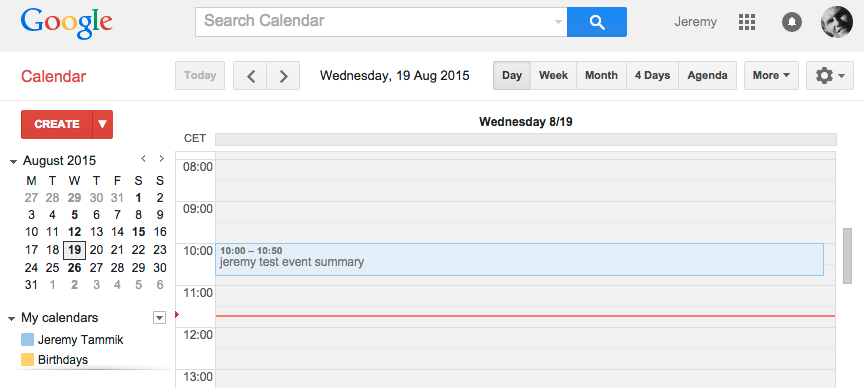 Google
Search Calendar
Jeremy
Calendar
Today
Wednesday, 19 Aug 2015
Day Week Month 4 Days Agenda
More
CREATE
Wednesday 8/19
CET
August 2015
M T W T F S S
27 28 29 30 31 1 2
3 4 5 6 7 8 9
10 11 12 13 14 15 16
17 18 19 20 21 22 23
24 25 26 27 28 29 30
31 1 2 3 4 5 6
My calendars
Jeremy Tammik
Birthdays
08:00
09:00
10:00
10:00 – 10:50
jeremy test event summary
11:00
12:00
13:00